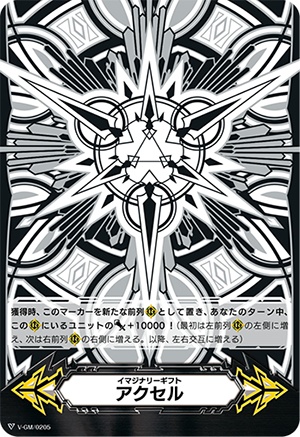 獲得時、このマーカーを新たな前列Ⓡとして置き、あなたのターン中、
このⓇにいるユニットの+10000！（最初は左前列Ⓡの左側に増
え、次は右前列Ⓡの右側に増える。以降、左右交互に増える）
イマジナリーギフト
アクセル
V-GM/0205